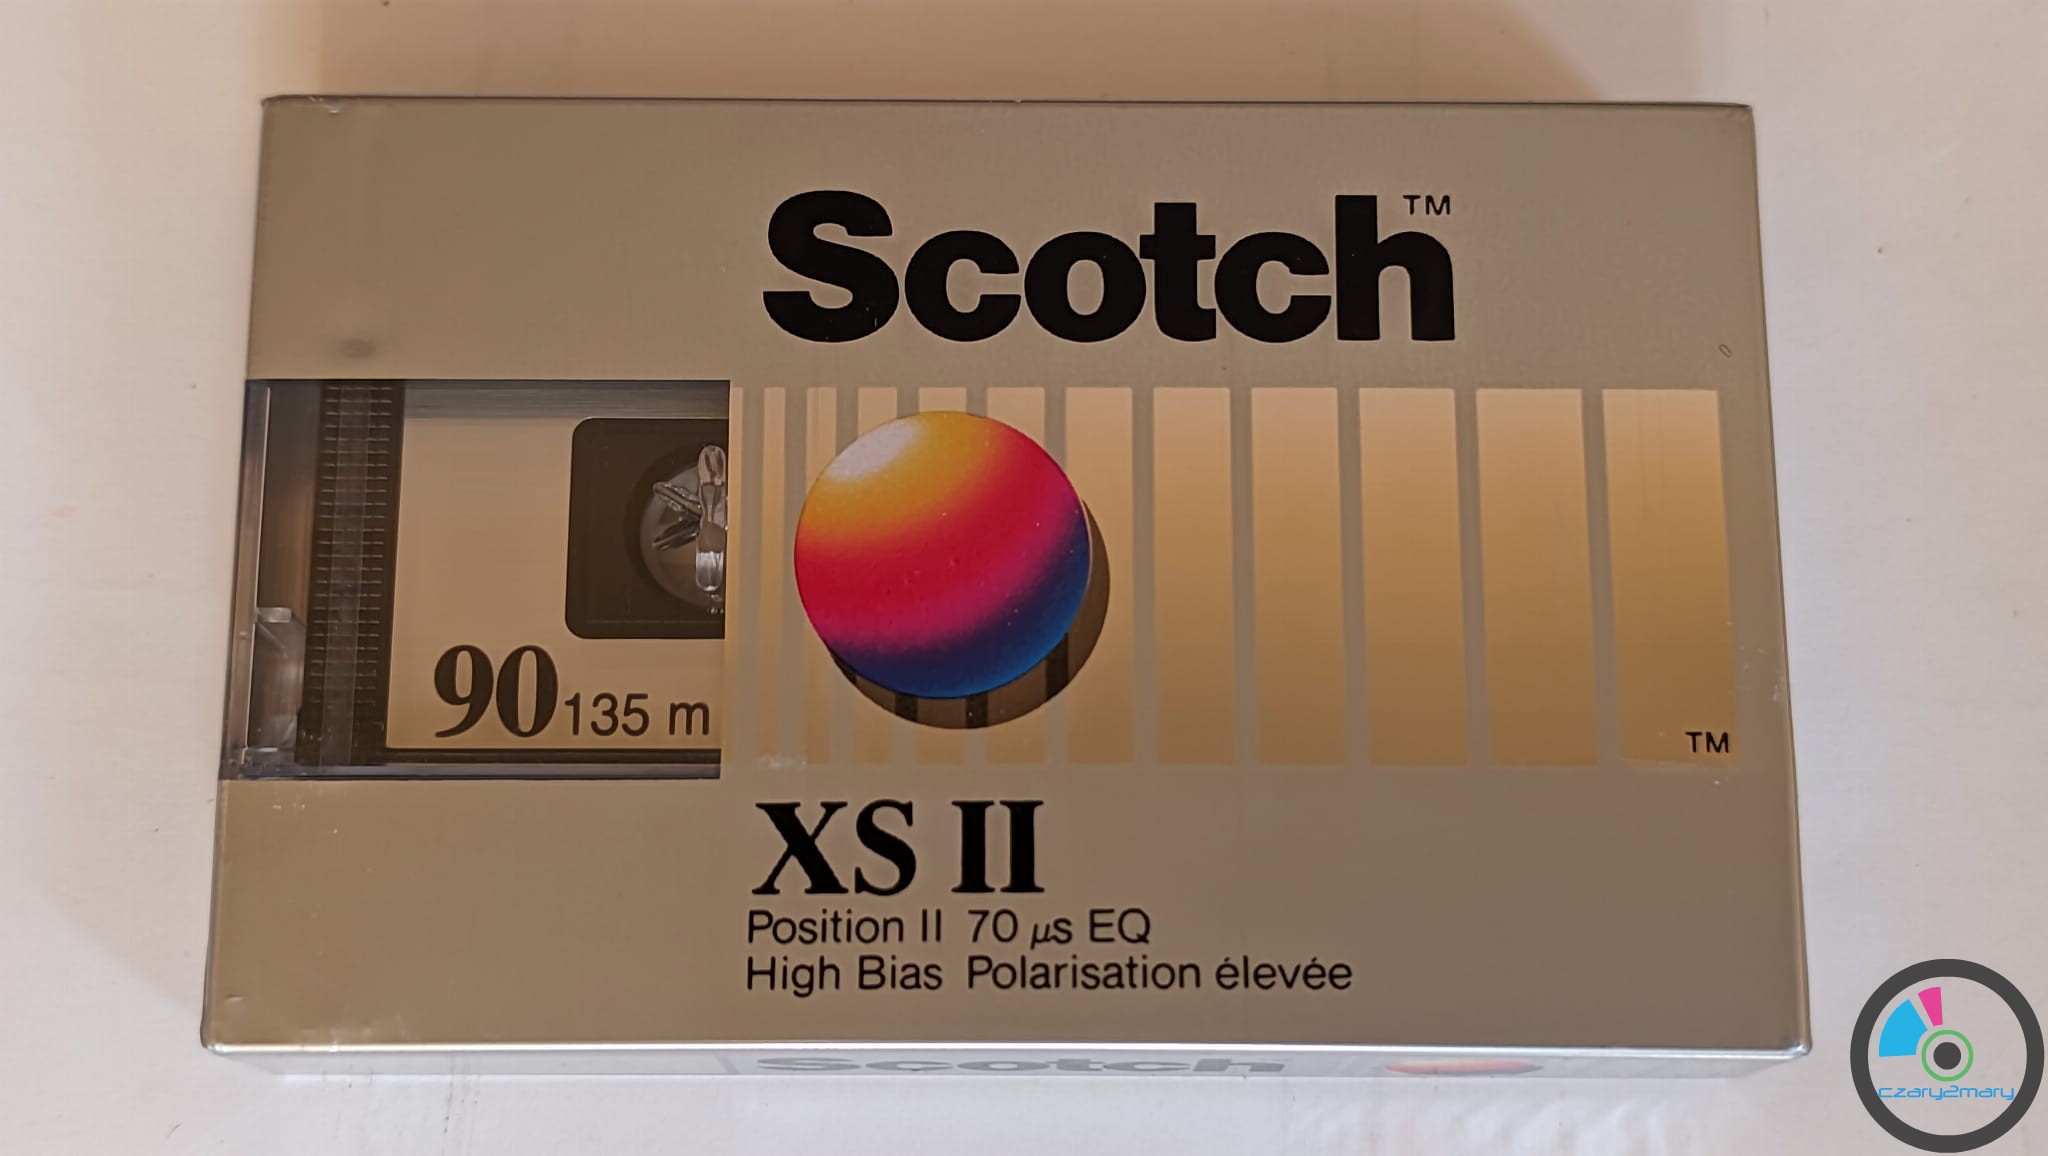 Scotch™
90 135 m
™
XS II
Position II 70 µs EQ
High Bias Polarisation élevée
Scotch
czary2mary